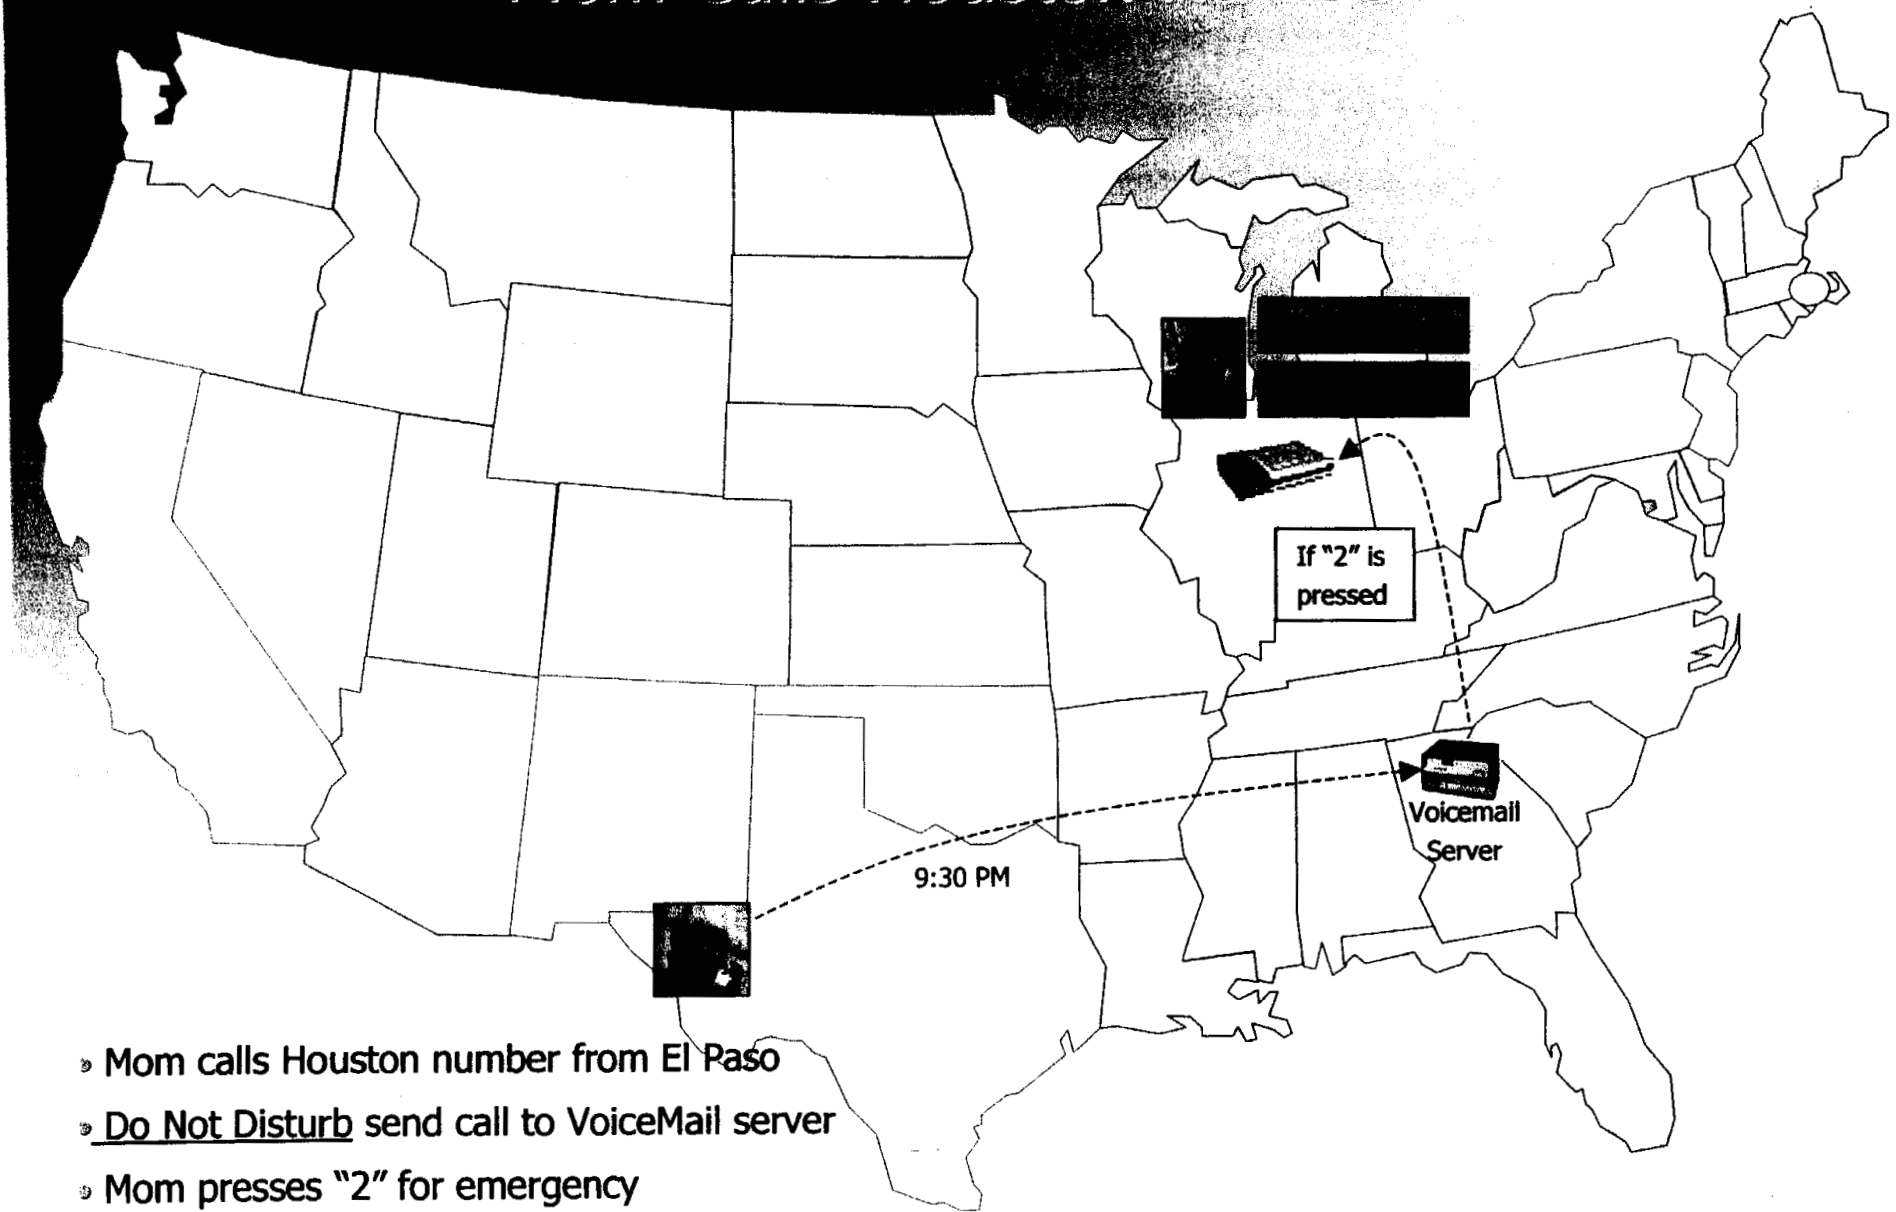 If "2" is
pressed
Voicemail
Server
9:30 PM
Mom calls Houston number from El Paso
Do Not Disturb send call to VoiceMail server
Mom presses "2" for emergency